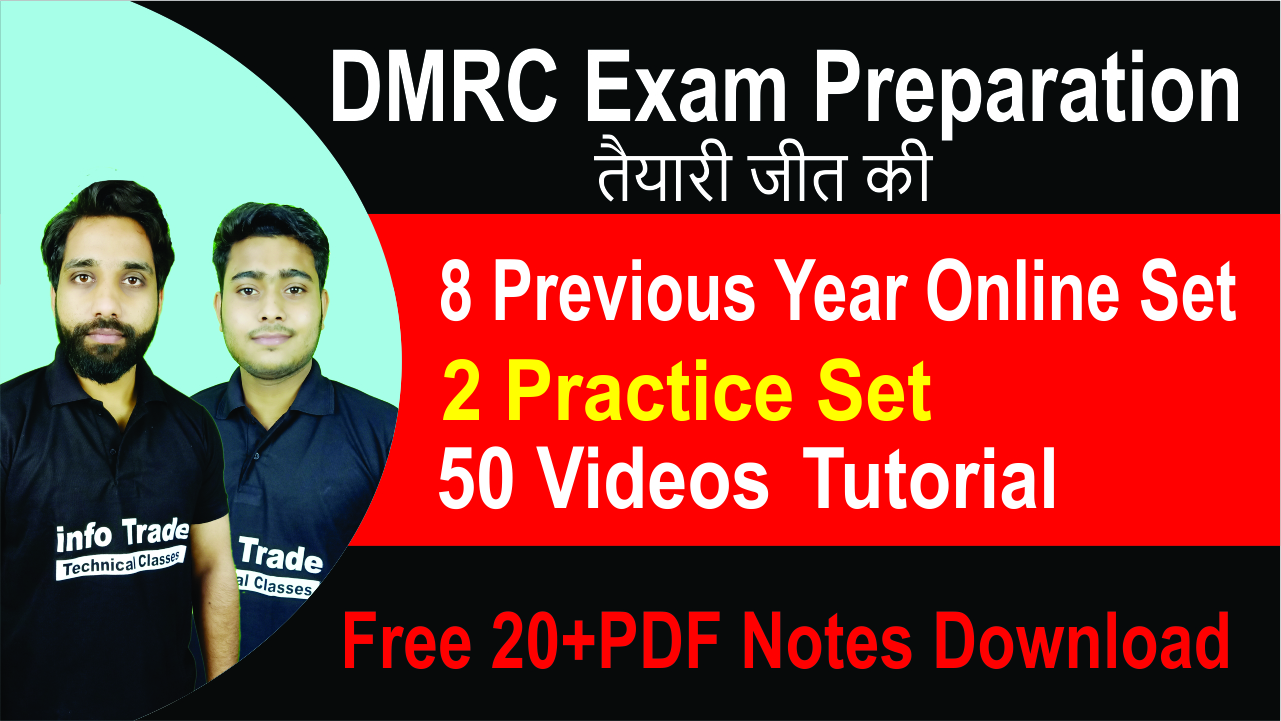 DMRC Exam Preparation
तैयारी जीत की
8 Previous Year Online Set
2 Practice Set
50 Videos Tutorial
info Trade
Technical Classes
Trade
al Classes
Free 20+PDF Notes Download